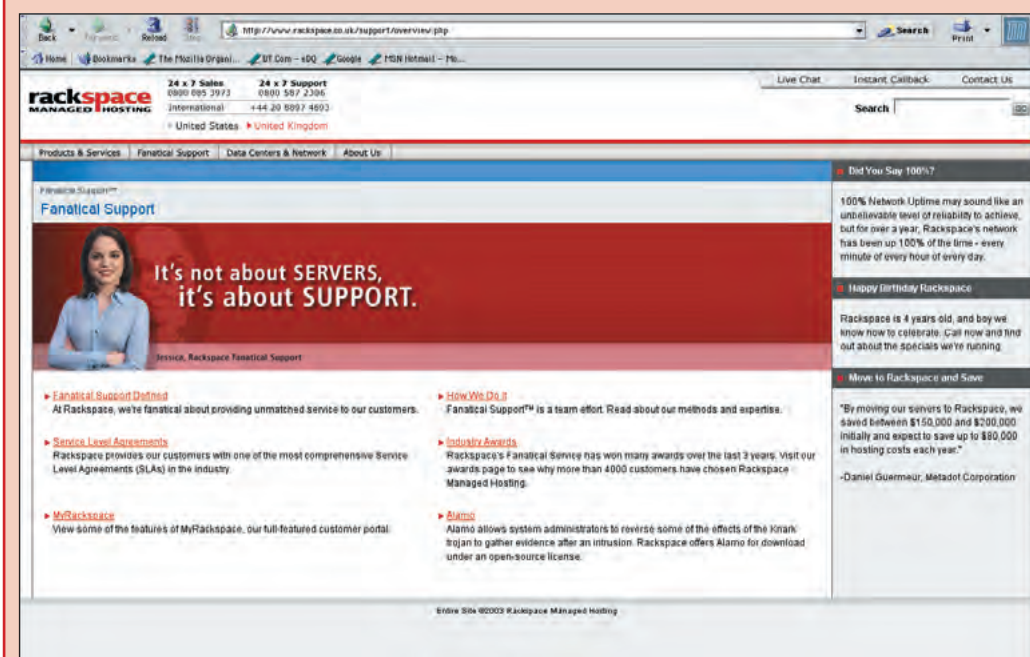 Back
Reload
Stop
http://www.rackspace.co.uk/support/overview.php
Search
Print
Home
Bookmarks
The Mozilla Organi...
UT.Com - eDQ
Google
MSN Hotmail - Mo...
rackspace
MANAGED HOSTING
24 x 7 Sales
0800 085 3973
24 x 7 Support
0800 587 2306
International
+44 20 8897 4693
United States
United Kingdom
Live Chat
Instant Callback
Contact Us
Search
GO
Products & Services
Fanatical Support
Data Centers & Network
About Us
Fanatical Support™
Fanatical Support
It's not about SERVERS,
it's about SUPPORT.
Jessica, Rackspace Fanatical Support
Fanatical Support Defined
At Rackspace, we're fanatical about providing unmatched service to our customers.
How We Do It
Fanatical Support™ is a team effort. Read about our methods and expertise.
Service Level Agreements
Rackspace provides our customers with one of the most comprehensive Service
Level Agreements (SLAs) in the industry.
Industry Awards
Rackspace's Fanatical Service has won many awards over the last 3 years. Visit our
awards page to see why more than 4000 customers have chosen Rackspace
Managed Hosting.
MyRackspace
View some of the features of MyRackspace, our full-featured customer portal.
Alamo
Alamo allows system administrators to reverse some of the effects of the Knark
trojan to gather evidence after an intrusion. Rackspace offers Alamo for download
under an open-source license.
Did You Say 100%?
100% Network Uptime may sound like an
unbelievable level of reliability to achieve,
but for over a year, Rackspace's network
has been up 100% of the time - every
minute of every hour of every day.
Happy Birthday Rackspace
Rackspace is 4 years old, and boy we
know how to celebrate. Call now and find
out about the specials we're running.
Move to Rackspace and Save
"By moving our servers to Rackspace, we
saved between $150,000 and $200,000
initially and expect to save up to $80,000
in hosting costs each year."
-Daniel Guermeur, Metadot Corporation
Entire Site ©2003 Rackspace Managed Hosting